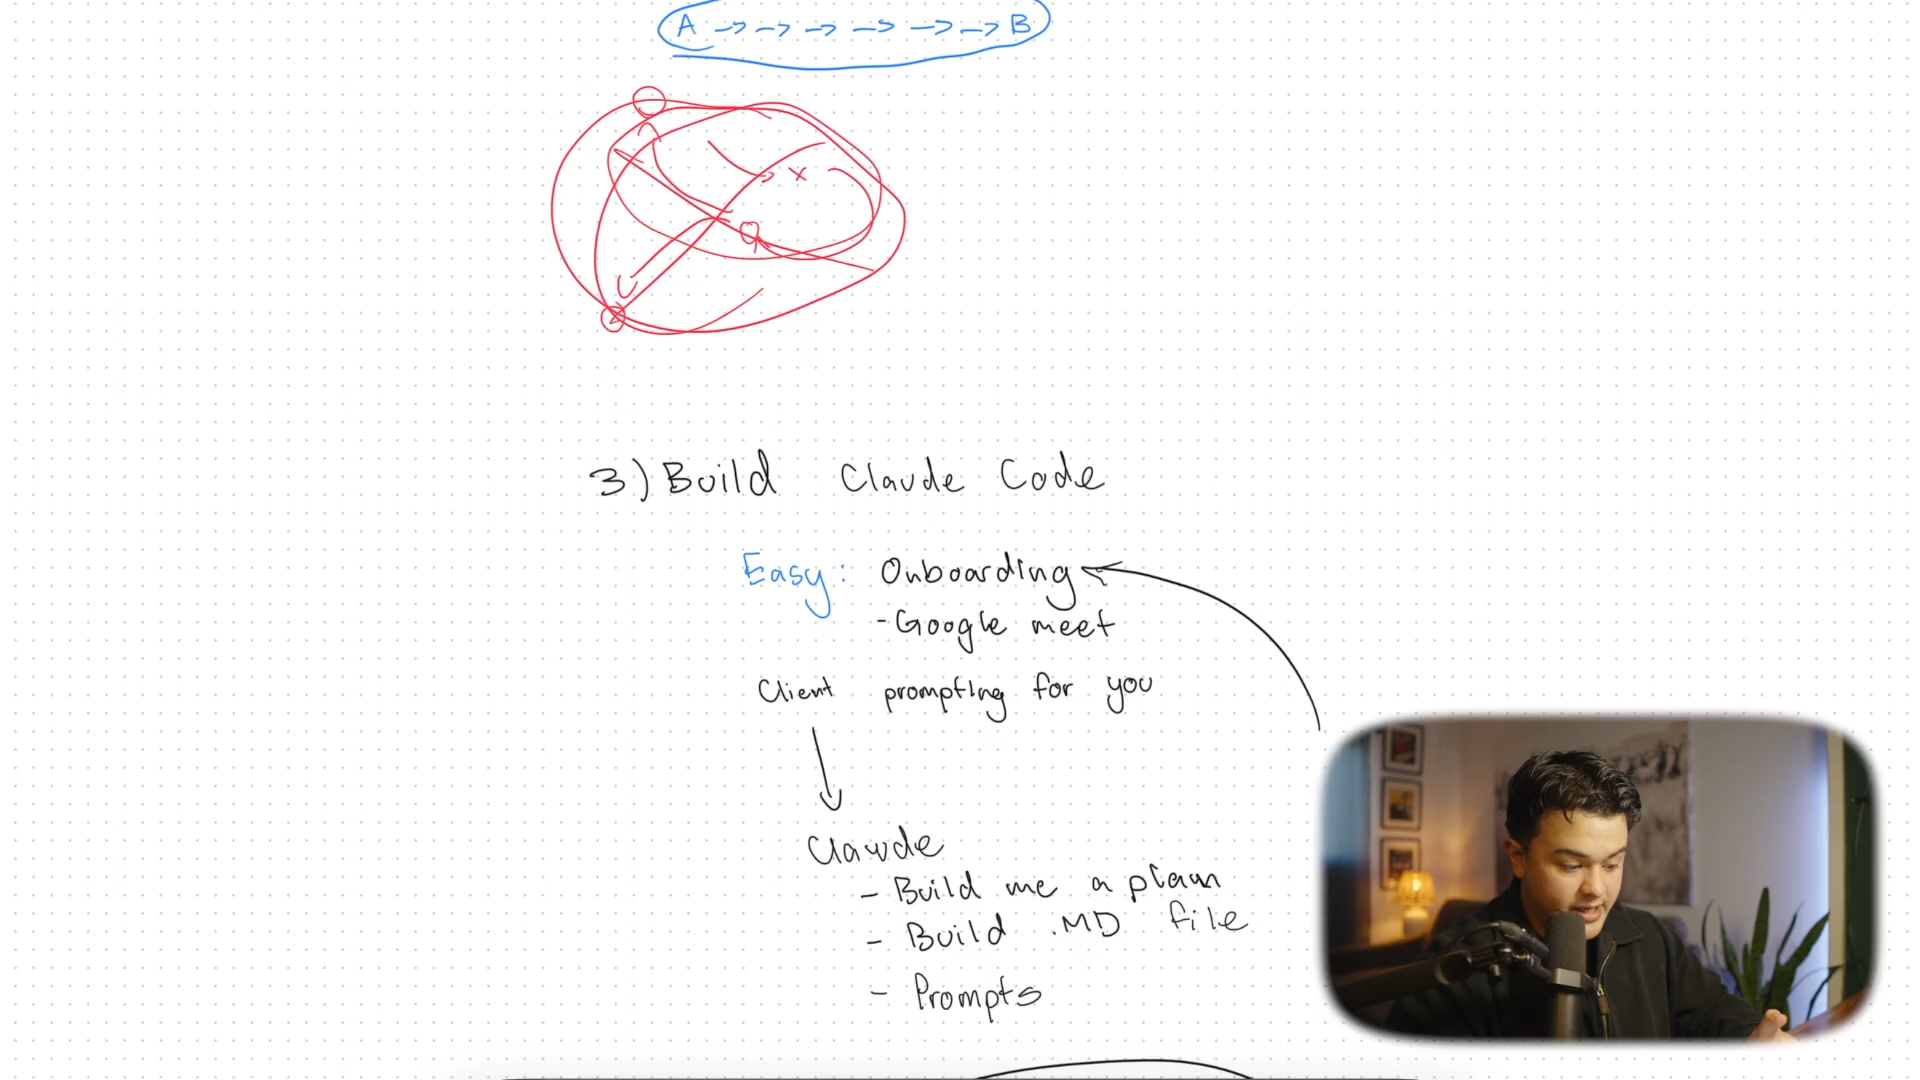 A -> -> -> -> -> -> B
x
3) Build Claude Code
Easy: Onboarding
- Google meet
Client prompting for you
Claude
- Build me a plan
- Build .MD file
- Prompts